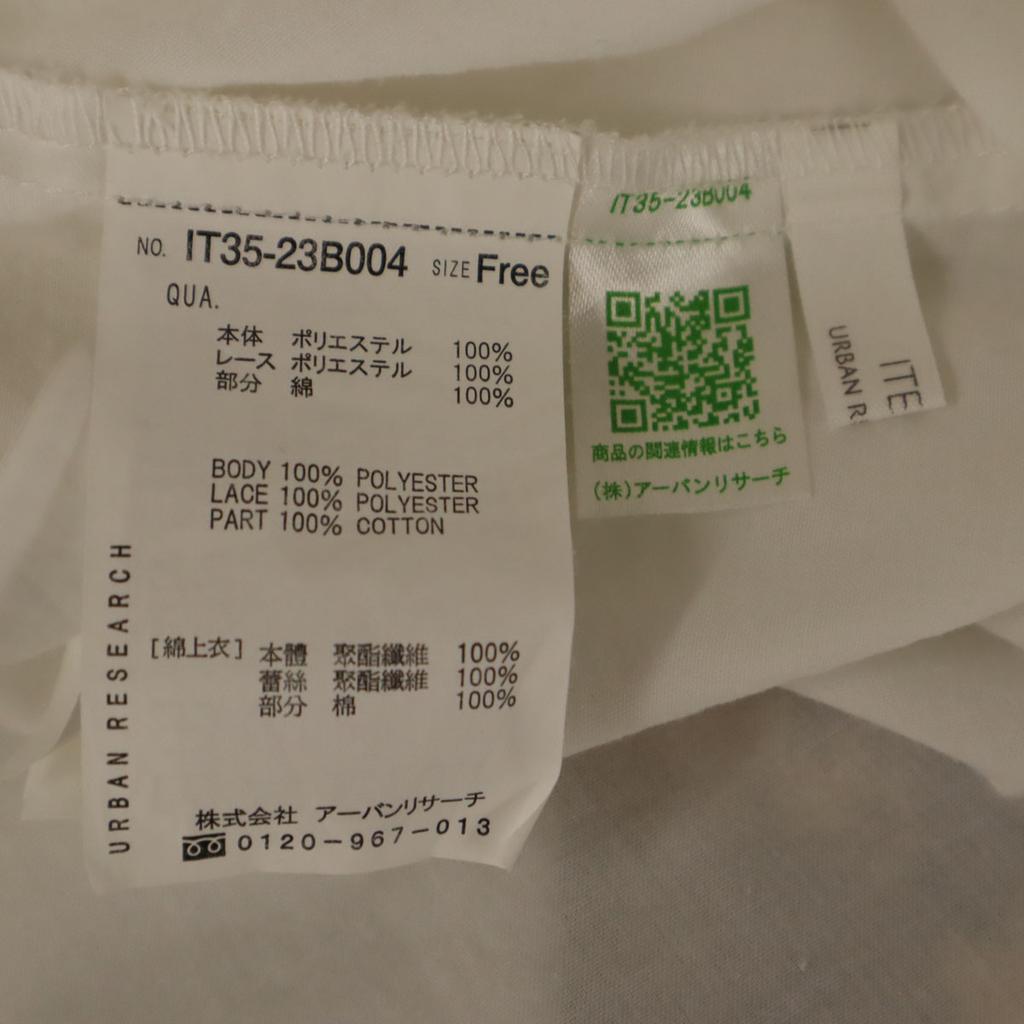 NO. IT35-23B004 SIZE Free
QUA.
本体 ポリエステル 100%
レース ポリエステル 100%
部分 綿 100%
BODY 100% POLYESTER
LACE 100% POLYESTER
PART 100% COTTON
[綿上衣] 本體 聚酯纖維 100%
蕾絲 聚酯纖維 100%
部分 棉 100%
株式会社 アーバンリサーチ
0120-967-013
URBAN RESEARCH
IT35-23B004
商品の関連情報はこちら
(株)アーバンリサーチ
ITE
URBAN R